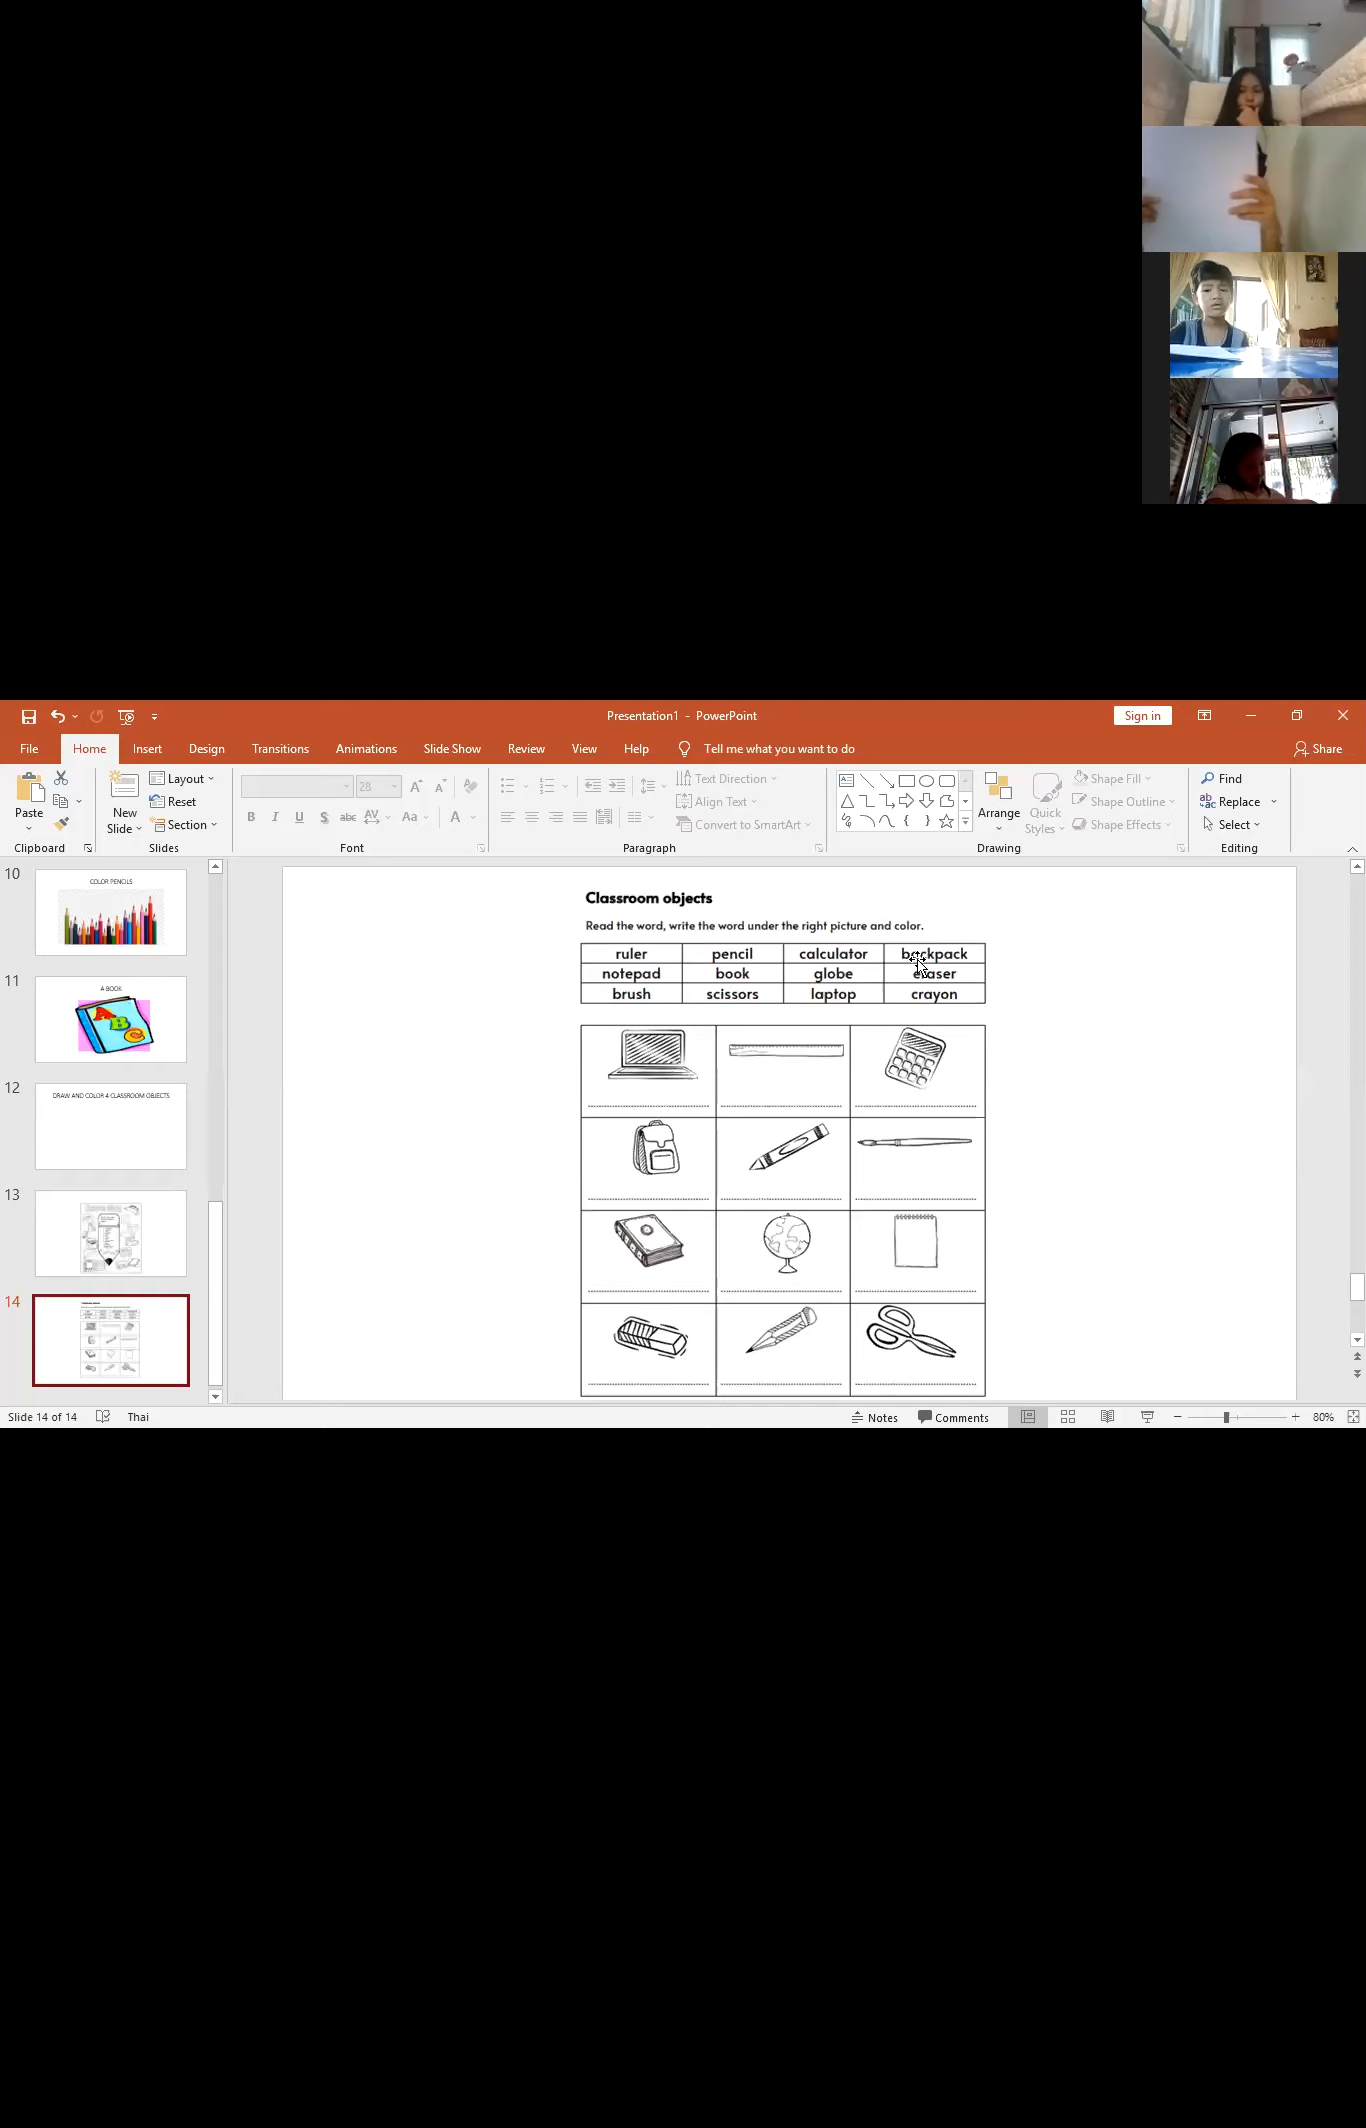 Presentation1 - PowerPoint
Sign in
File Home Insert Design Transitions Animations Slide Show Review View Help Tell me what you want to do Share
Paste
Clipboard
New Slide
Layout
Reset
Section
Slides
28
B I U S abc AV Aa A
Font
Text Direction
Align Text
Convert to SmartArt
Paragraph
Arrange
Quick Styles
Shape Fill
Shape Outline
Shape Effects
Drawing
Find
Replace
Select
Editing
10
COLOR PENCILS
11
A BOOK
ABC
12
DRAW AND COLOR 4 CLASSROOM OBJECTS
13
14
Classroom objects
Read the word, write the word under the right picture and color.
ruler pencil calculator backpack
notepad book globe eraser
brush scissors laptop crayon
Slide 14 of 14 Thai Notes Comments 80%